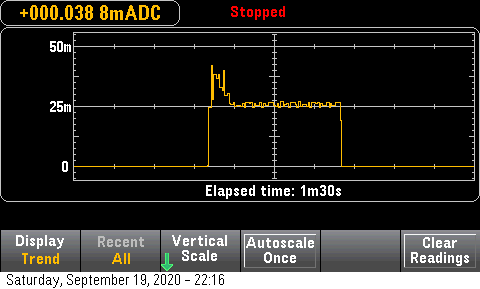 +000.038 8mADC
Stopped
50m
25m
0
Elapsed time: 1m30s
Display
Trend
Recent
All
Vertical
Scale
Autoscale
Once
Clear
Readings
Saturday, September 19, 2020 - 22:16